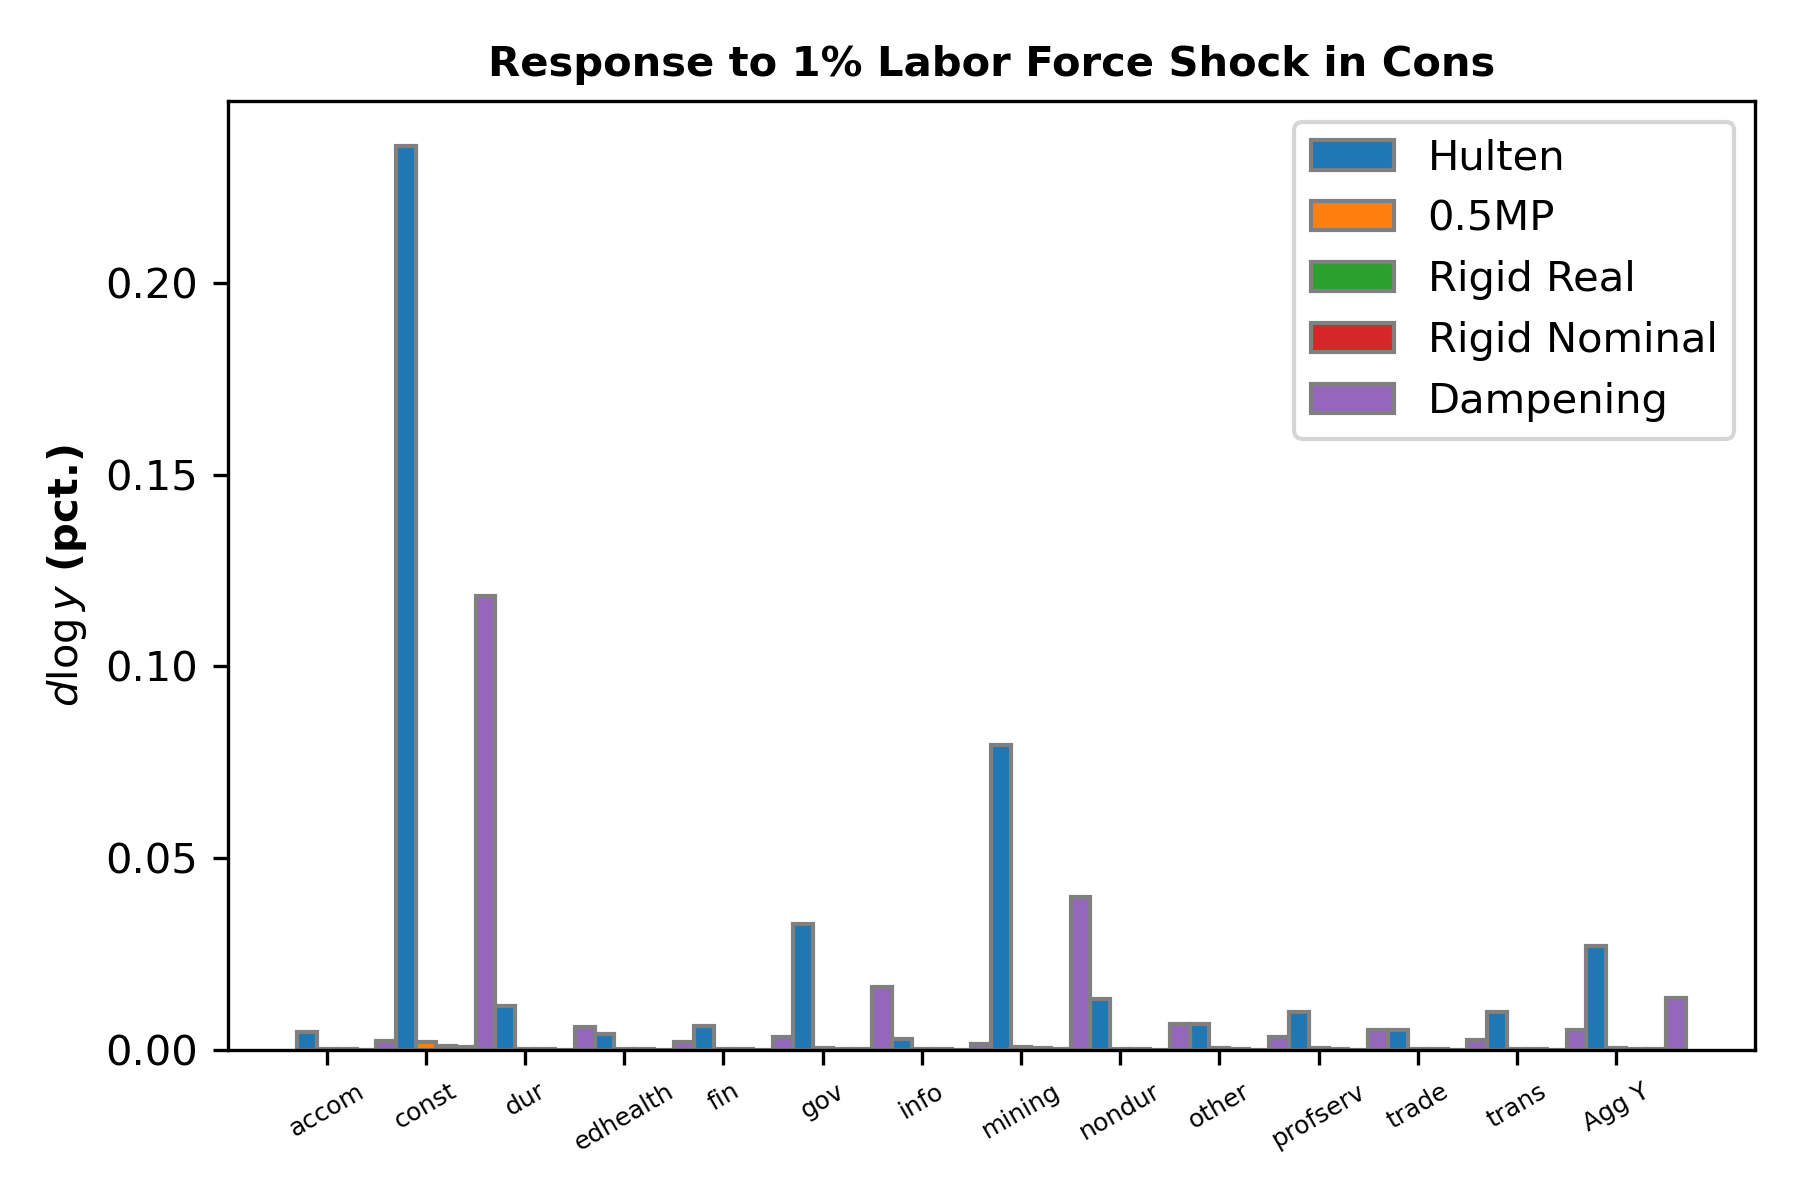 Response to 1% Labor Force Shock in Cons
Hulten
0.5MP
Rigid Real
Rigid Nominal
Dampening
dlog y (pct.)
0.20
0.15
0.10
0.05
0.00
accom
const
dur
edhealth
fin
gov
info
mining
nondur
other
profserv
trade
trans
Agg Y